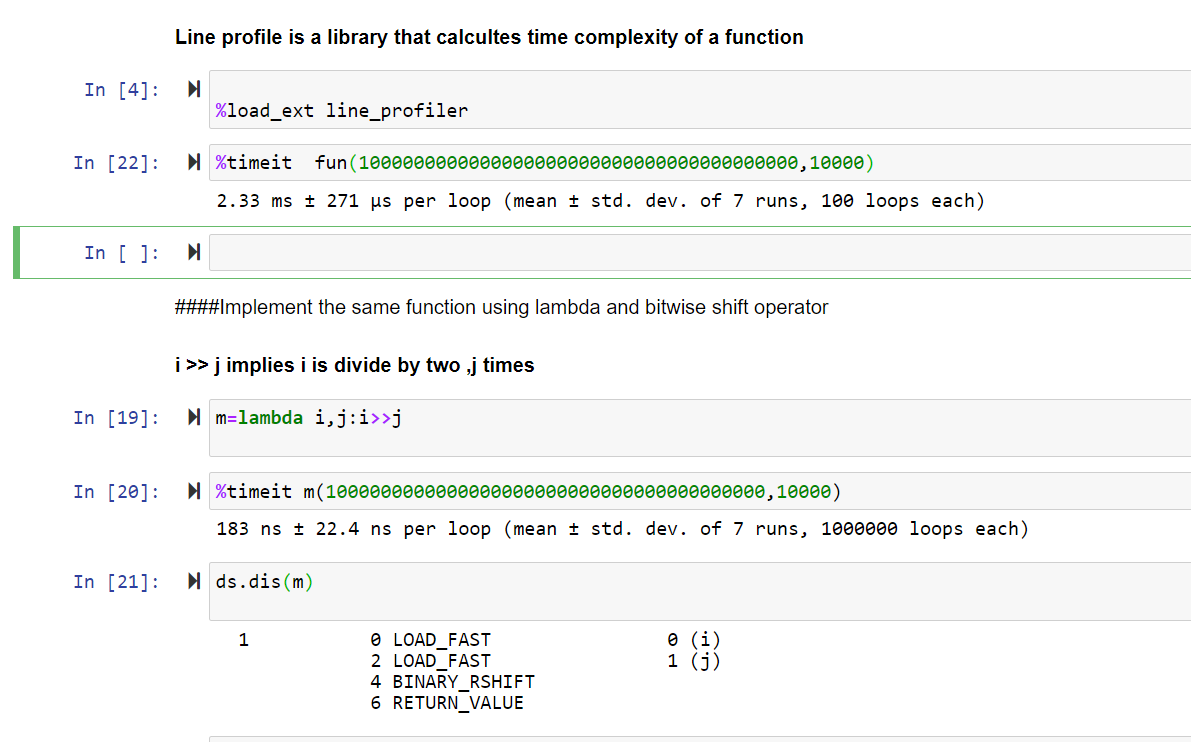 Line profile is a library that calcultes time complexity of a function
In [4]:
%load_ext line_profiler
In [22]:
%timeit  fun(1000000000000000000000000000000000000000,10000)
2.33 ms ± 271 µs per loop (mean ± std. dev. of 7 runs, 100 loops each)
In [ ]:
####Implement the same function using lambda and bitwise shift operator
i >> j implies i is divide by two ,j times
In [19]:
m=lambda i,j:i>>j
In [20]:
%timeit m(1000000000000000000000000000000000000000,10000)
183 ns ± 22.4 ns per loop (mean ± std. dev. of 7 runs, 1000000 loops each)
In [21]:
ds.dis(m)
1 0 LOAD_FAST 0 (i)
2 LOAD_FAST 1 (j)
4 BINARY_RSHIFT
6 RETURN_VALUE